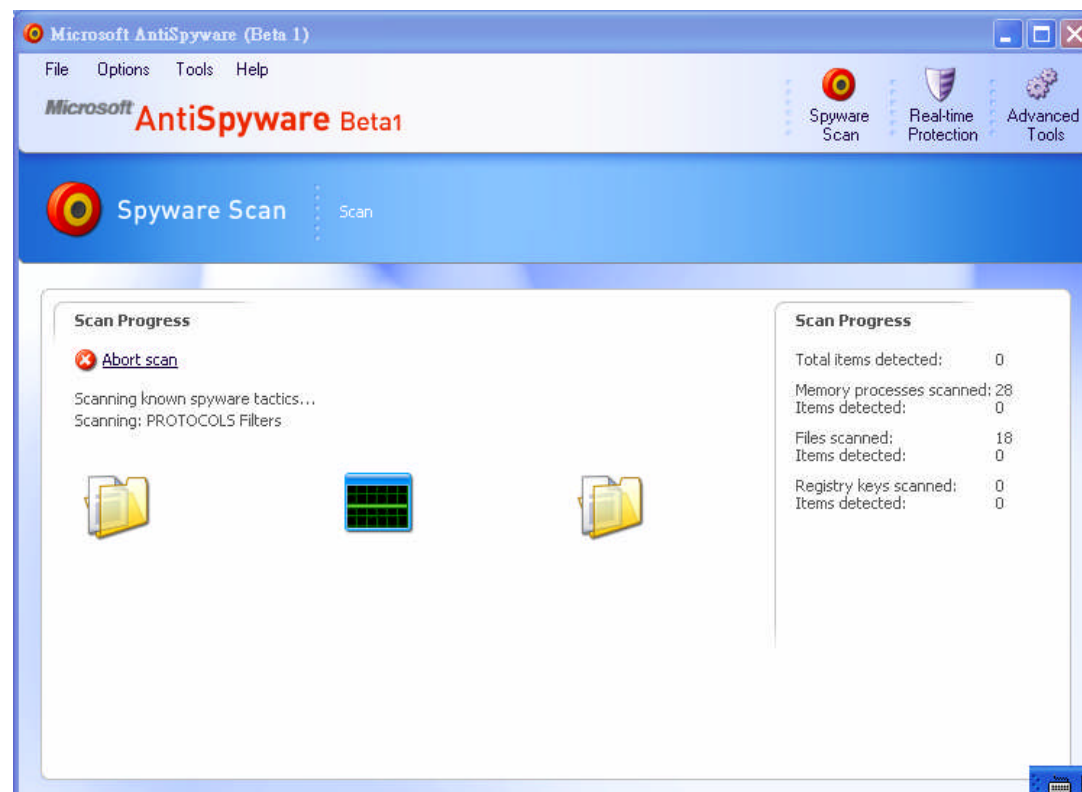 Microsoft AntiSpyware (Beta 1)
File Options Tools Help
Microsoft AntiSpyware Beta1
Spyware Scan
Real-time Protection
Advanced Tools
Spyware Scan
Scan
Scan Progress
Abort scan
Scanning known spyware tactics...
Scanning: PROTOCOLS Filters
Scan Progress
Total items detected: 0
Memory processes scanned: 28
Items detected: 0
Files scanned: 18
Items detected: 0
Registry keys scanned: 0
Items detected: 0